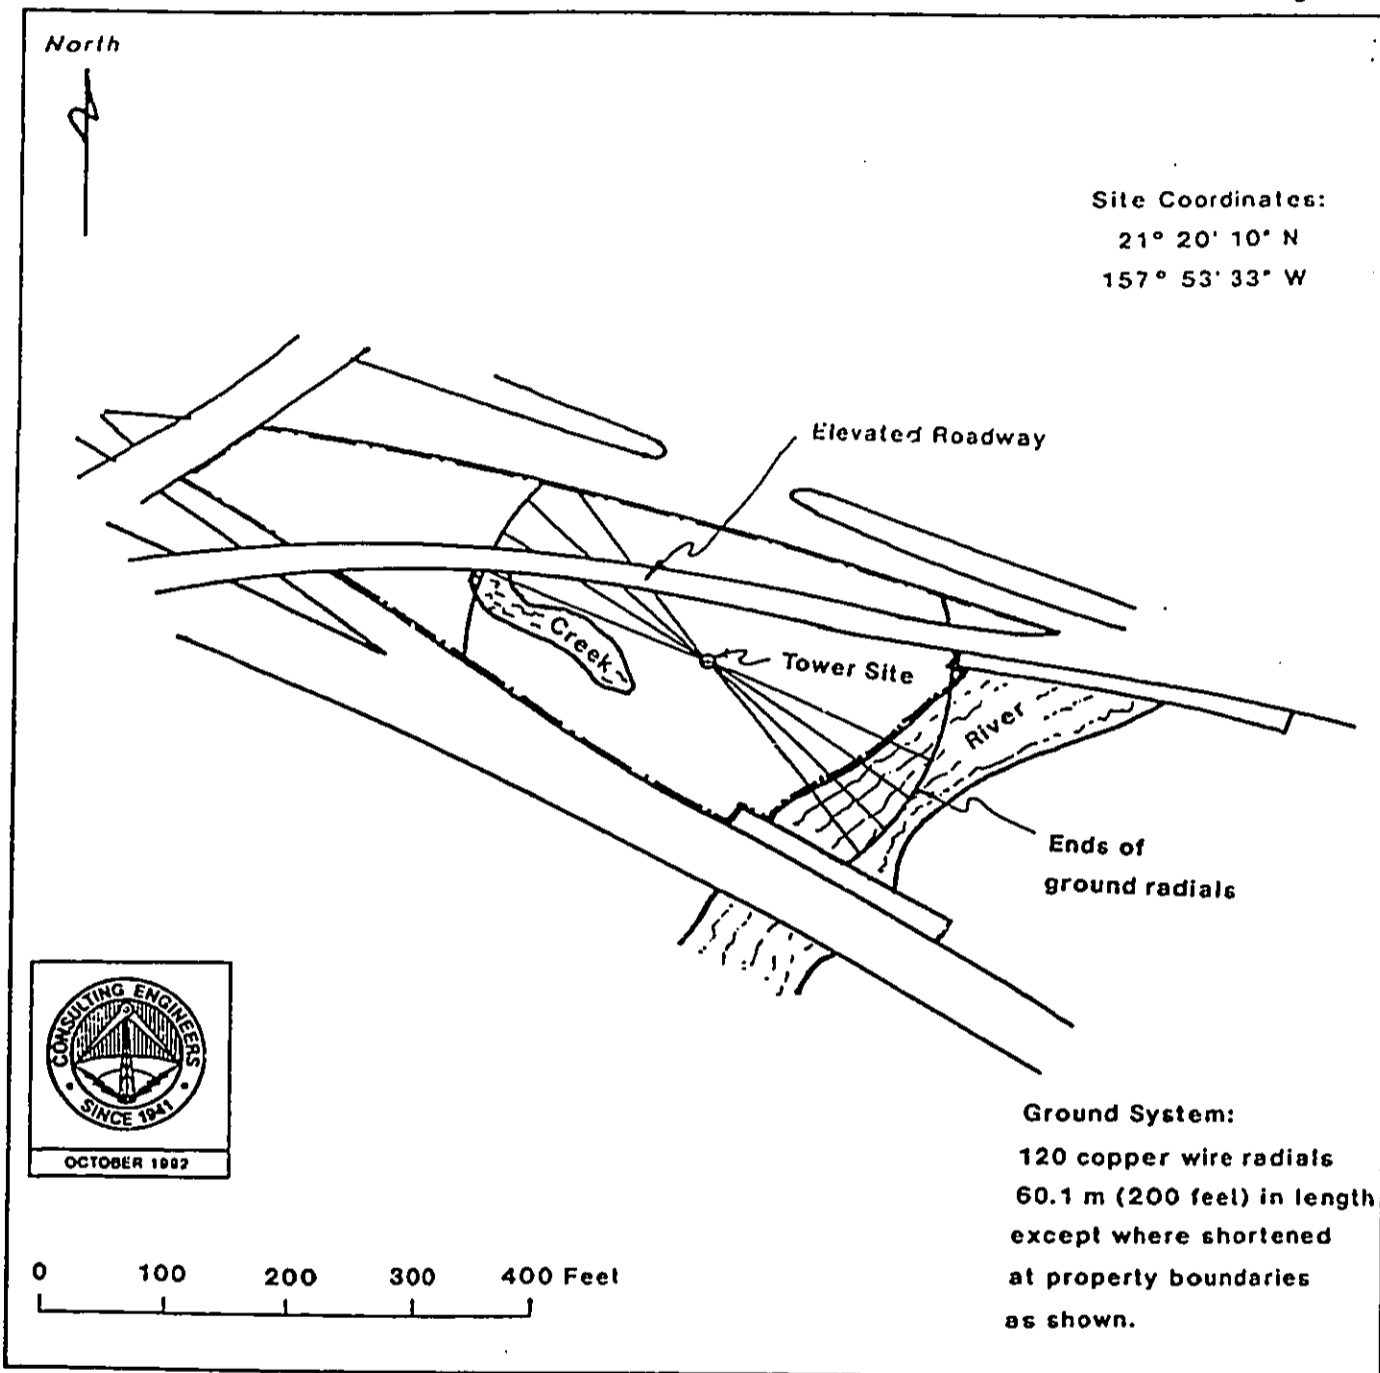 North
Site Coordinates:
21° 20' 10" N
157° 53' 33" W
Elevated Roadway
Creek
Tower Site
River
Ends of
ground radials
CONSULTING ENGINEERS
• SINCE 1941 •
OCTOBER 1992
Ground System:
120 copper wire radials
60.1 m (200 feet) in length
except where shortened
at property boundaries
as shown.
0 100 200 300 400 Feet